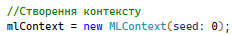 //Створення контексту
mlContext = new MLContext(seed: 0);